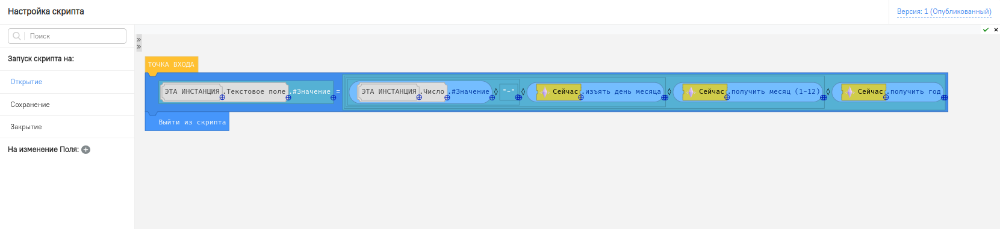 Настройка скрипта
Версия: 1 (Опубликованный)
Поиск
Запуск скрипта на:
Открытие
Сохранение
Закрытие
На изменение Поля:
ТОЧКА ВХОДА
ЭТА ИНСТАНЦИЯ.Текстовое поле.#Значение = ЭТА ИНСТАНЦИЯ.Число.#Значение ◊ "-" ◊ Сейчас.изъять день месяца ◊ Сейчас.получить месяц (1-12) ◊ Сейчас.получить год
Выйти из скрипта